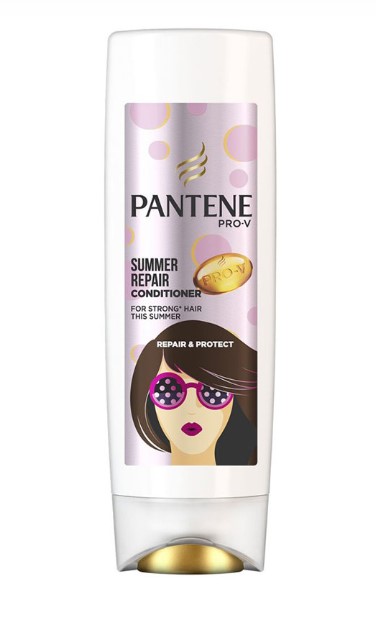 PANTENE
PRO-V
PRO-V
SUMMER
REPAIR
CONDITIONER
FOR STRONG* HAIR
THIS SUMMER
REPAIR & PROTECT